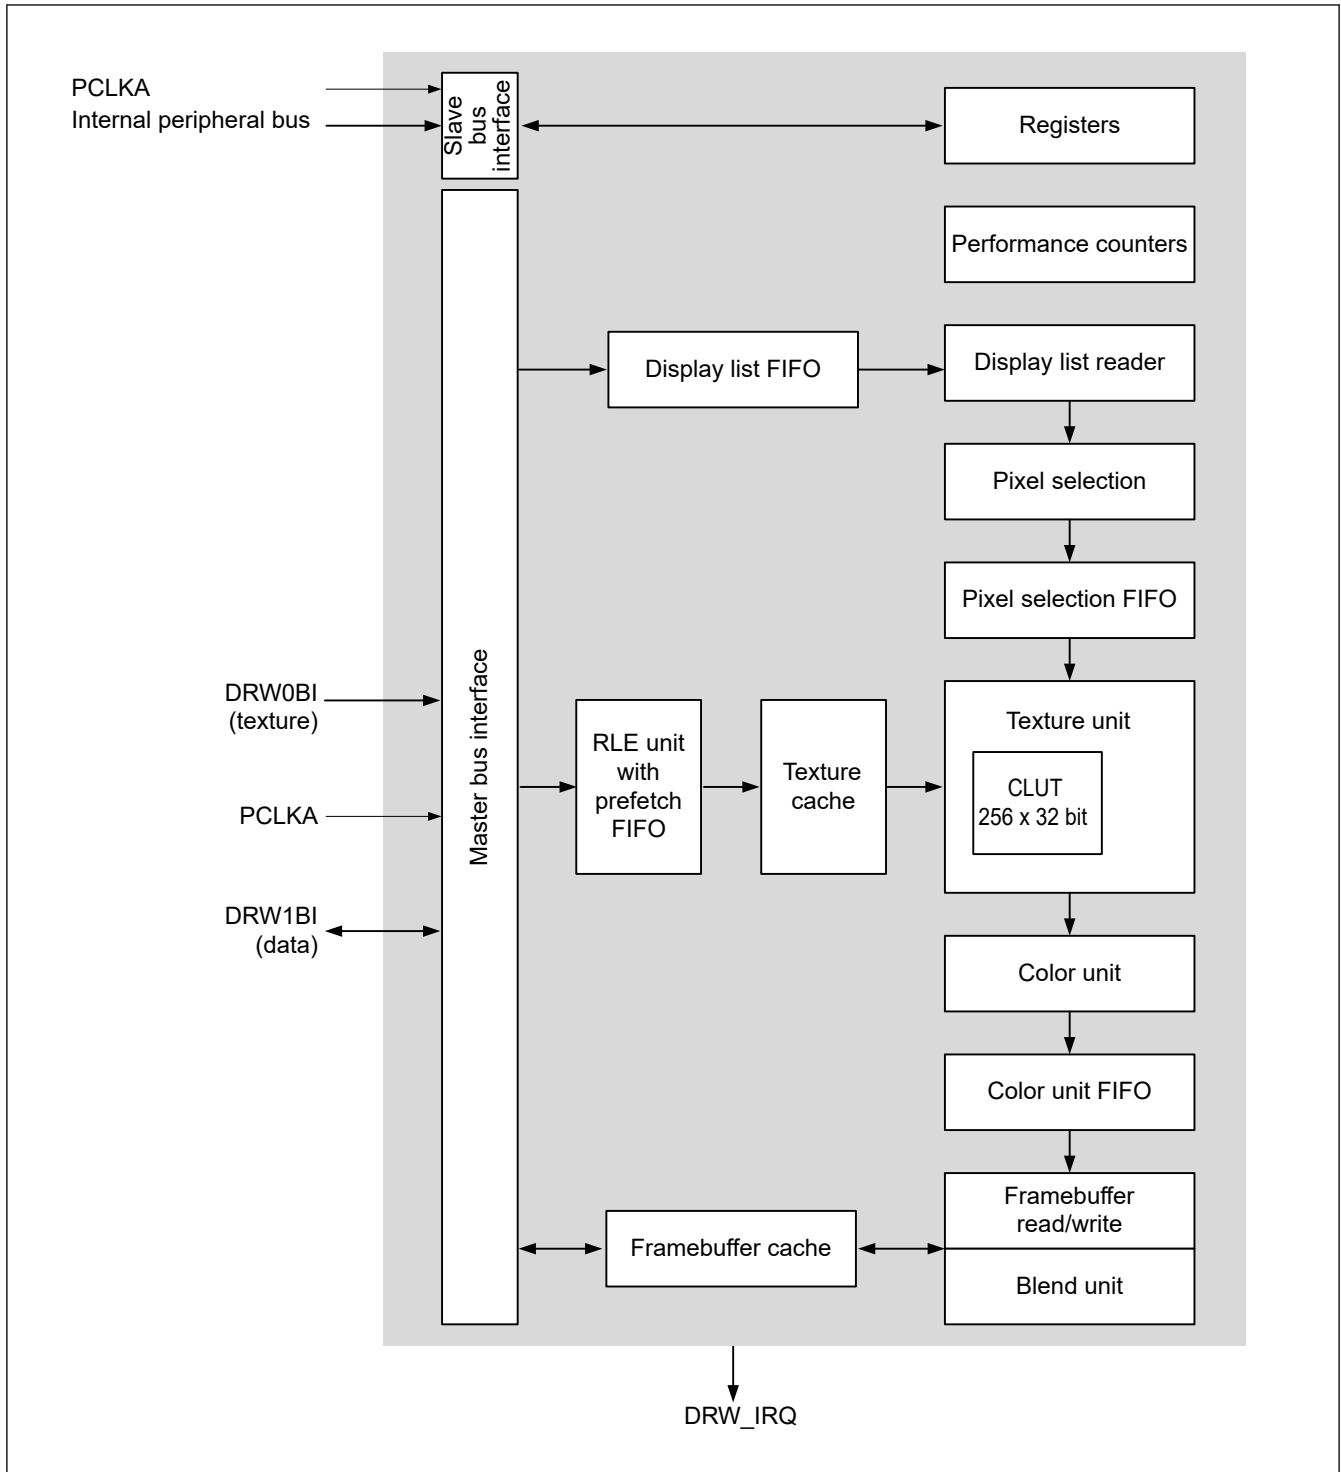 PCLKA
Internal peripheral bus
Slave
bus
interface
Registers
Performance counters
Display list FIFO
Display list reader
Pixel selection
Pixel selection FIFO
DRW0BI
(texture)
PCLKA
DRW1BI
(data)
Master bus interface
RLE unit
with
prefetch
FIFO
Texture
cache
Texture unit
CLUT
256 x 32 bit
Color unit
Color unit FIFO
Framebuffer
read/write
Framebuffer cache
Blend unit
DRW_IRQ